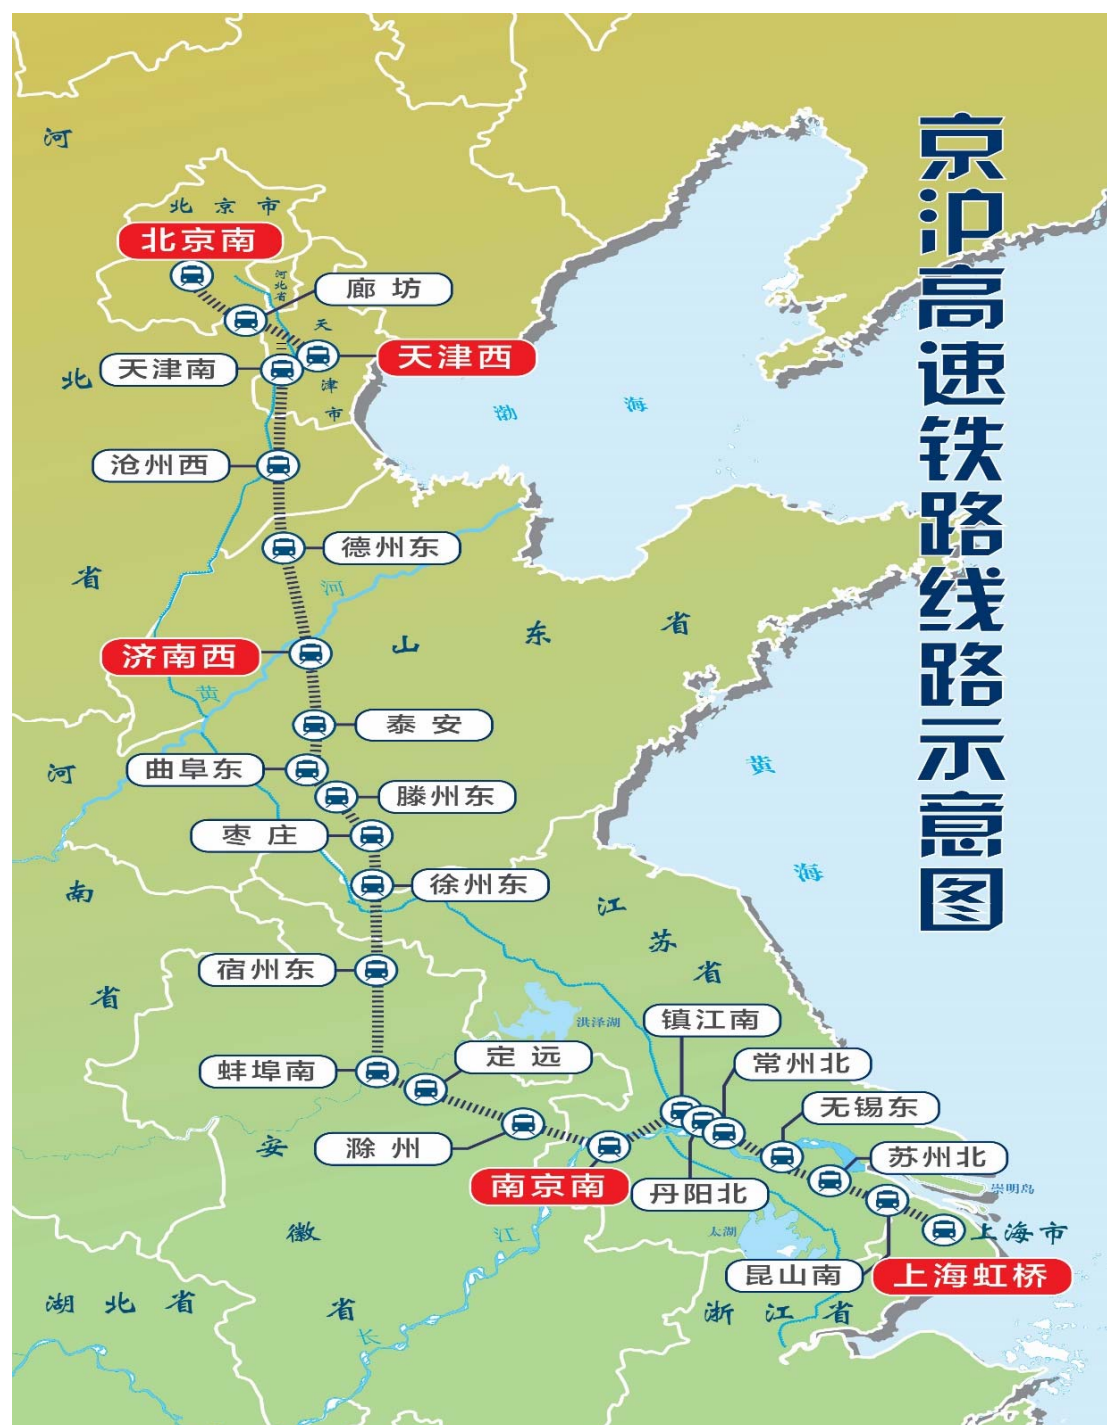 京沪高速铁路线路示意图
河
北
省
北京市
北京南
河北省
廊坊
天津市
天津西
天津南
渤海
沧州西
德州东
河
山东省
济南西
黄
泰安
曲阜东
滕州东
枣庄
河
南
省
徐州东
黄
海
江苏省
宿州东
洪泽湖
镇江南
蚌埠南
定远
常州北
无锡东
安
徽
省
滁州
苏州北
南京南
丹阳北
崇明岛
江
太湖
上海市
昆山南
上海虹桥
湖北省
长
浙江省